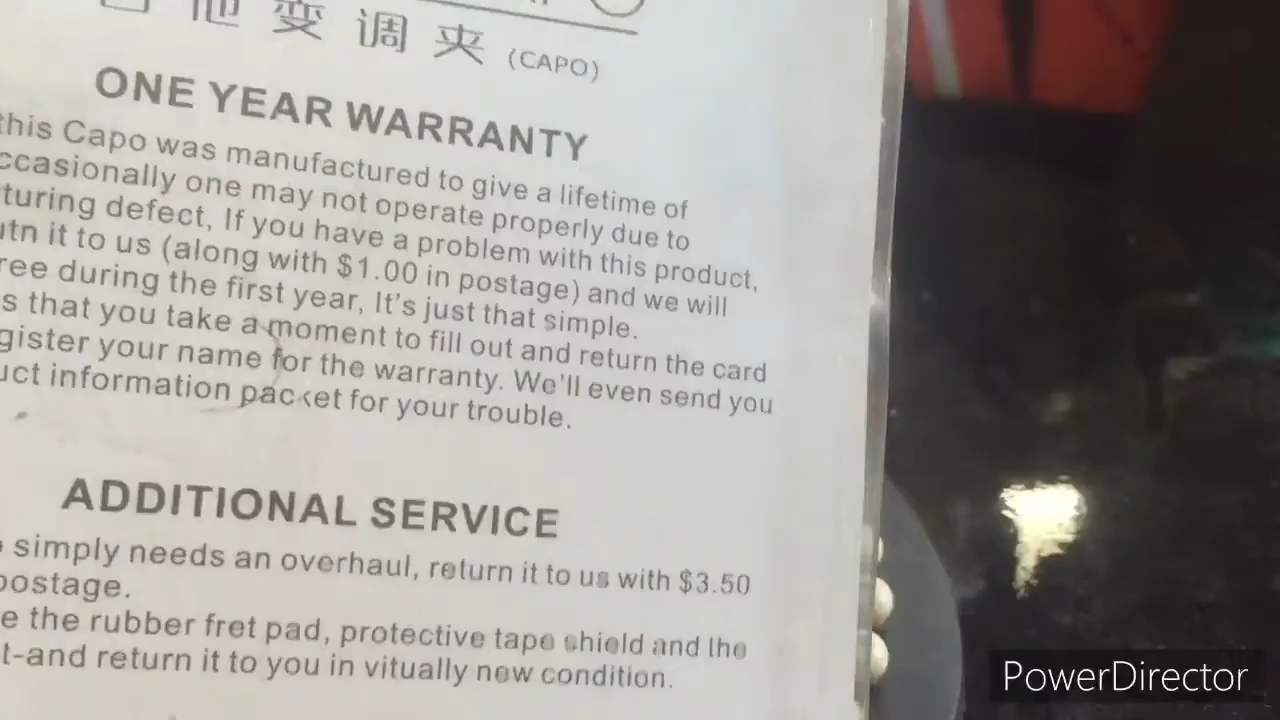 吉他变调夹 (CAPO)
ONE YEAR WARRANTY
this Capo was manufactured to give a lifetime of
ccasionally one may not operate properly due to
turing defect, If you have a problem with this product,
utn it to us (along with $1.00 in postage) and we will
ree during the first year, It's just that simple.
s that you take a moment to fill out and return the card
gister your name for the warranty. We'll even send you
uct information packet for your trouble.
ADDITIONAL SERVICE
simply needs an overhaul, return it to us with $3.50
postage.
e the rubber fret pad, protective tape shield and the
t-and return it to you in vitually new condition.
PowerDirector